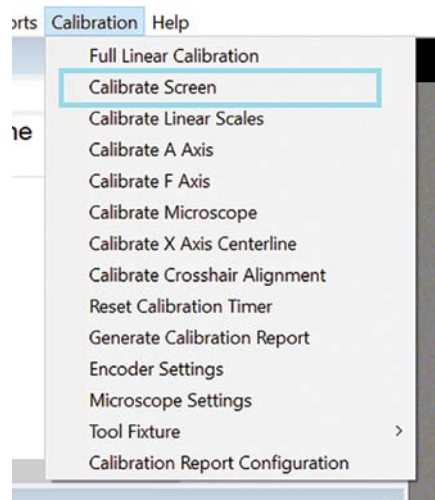 orts Calibration Help
Full Linear Calibration
Calibrate Screen
ne
Calibrate Linear Scales
Calibrate A Axis
Calibrate F Axis
Calibrate Microscope
Calibrate X Axis Centerline
Calibrate Crosshair Alignment
Reset Calibration Timer
Generate Calibration Report
Encoder Settings
Microscope Settings
Tool Fixture >
Calibration Report Configuration